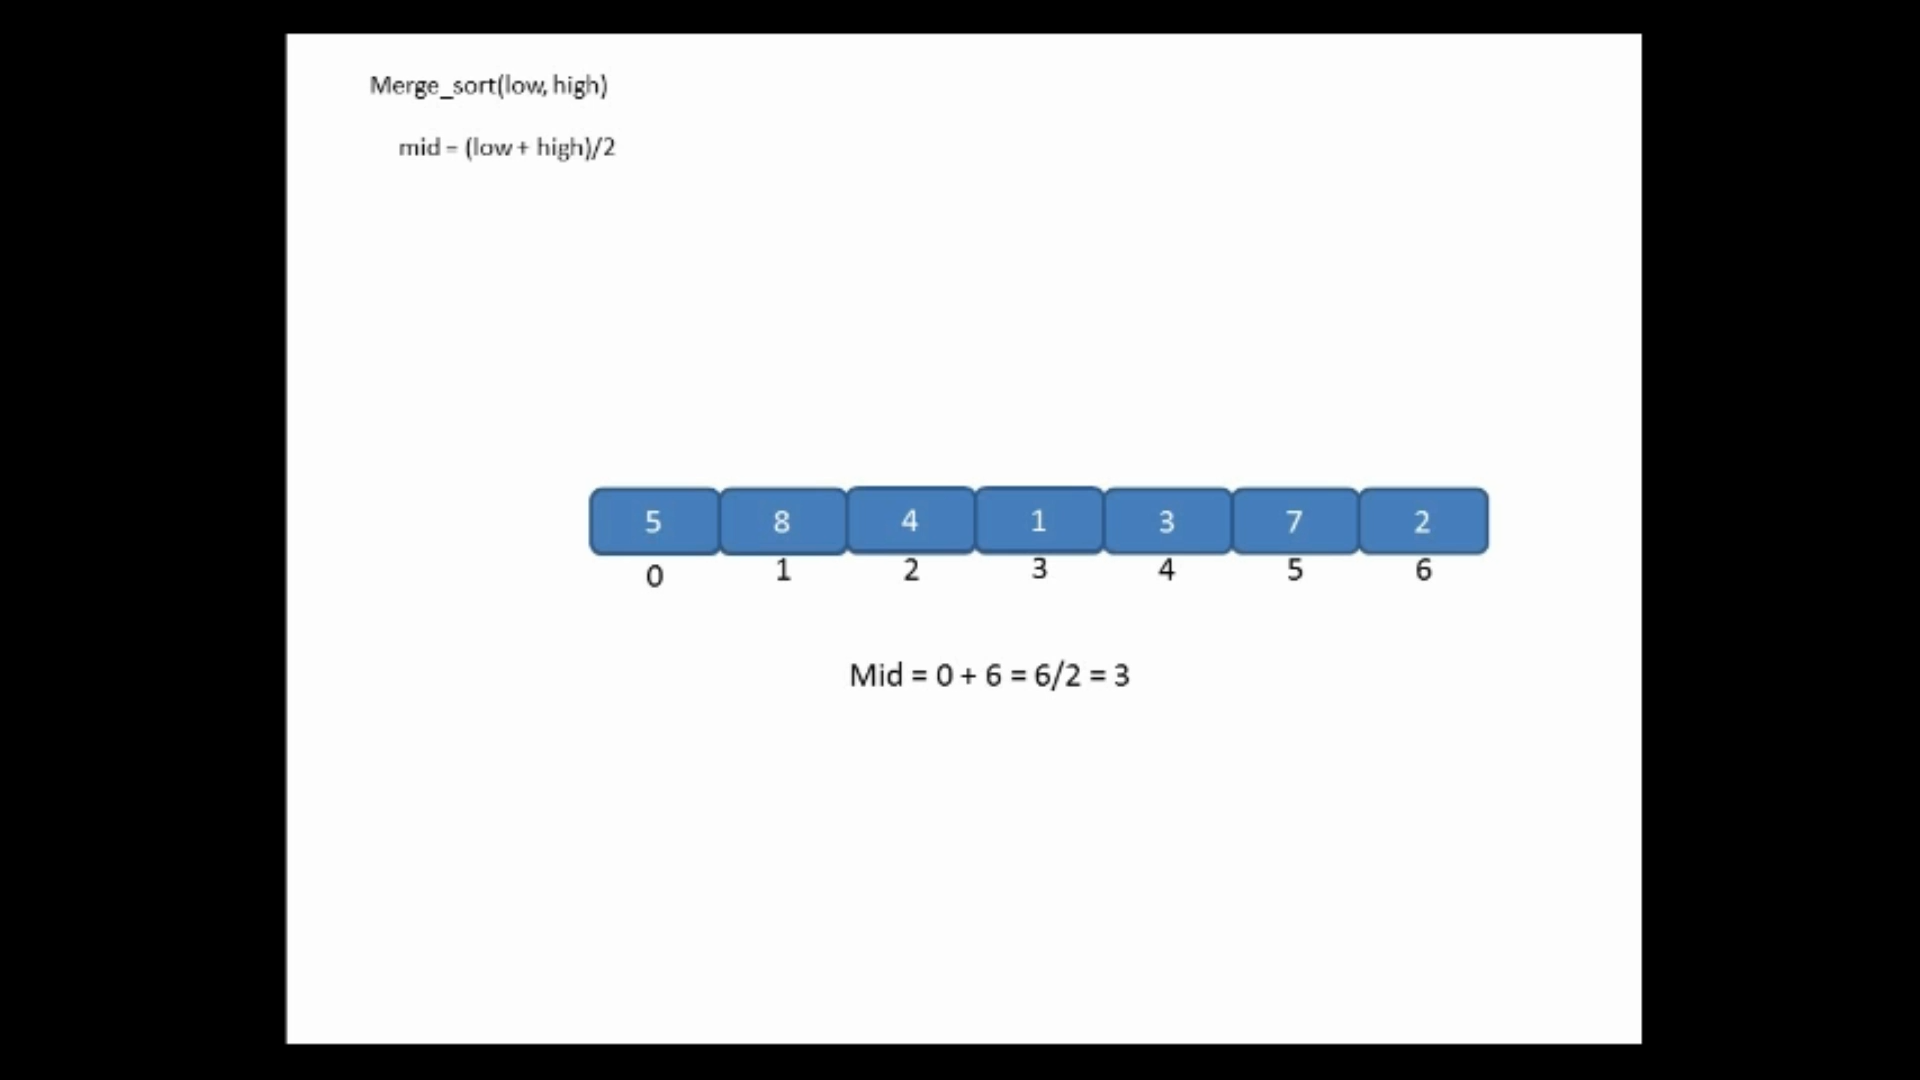 Merge_sort(low, high)
mid = (low + high)/2
5 8 4 1 3 7 2
0 1 2 3 4 5 6
Mid = 0 + 6 = 6/2 = 3